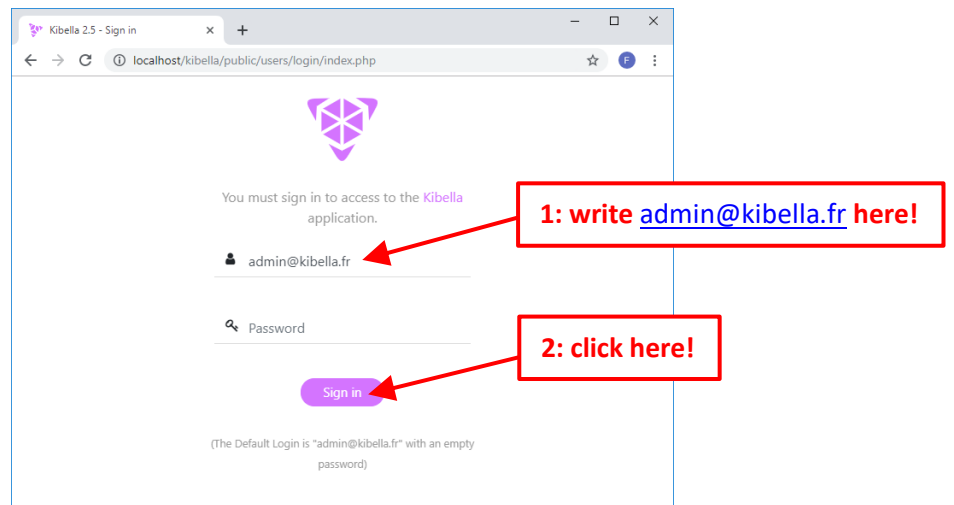 Kibella 2.5 - Sign in
localhost/kibella/public/users/login/index.php
F
You must sign in to access to the Kibella
application.
1: write admin@kibella.fr here!
admin@kibella.fr
Password
2: click here!
Sign in
(The Default Login is "admin@kibella.fr" with an empty
password)